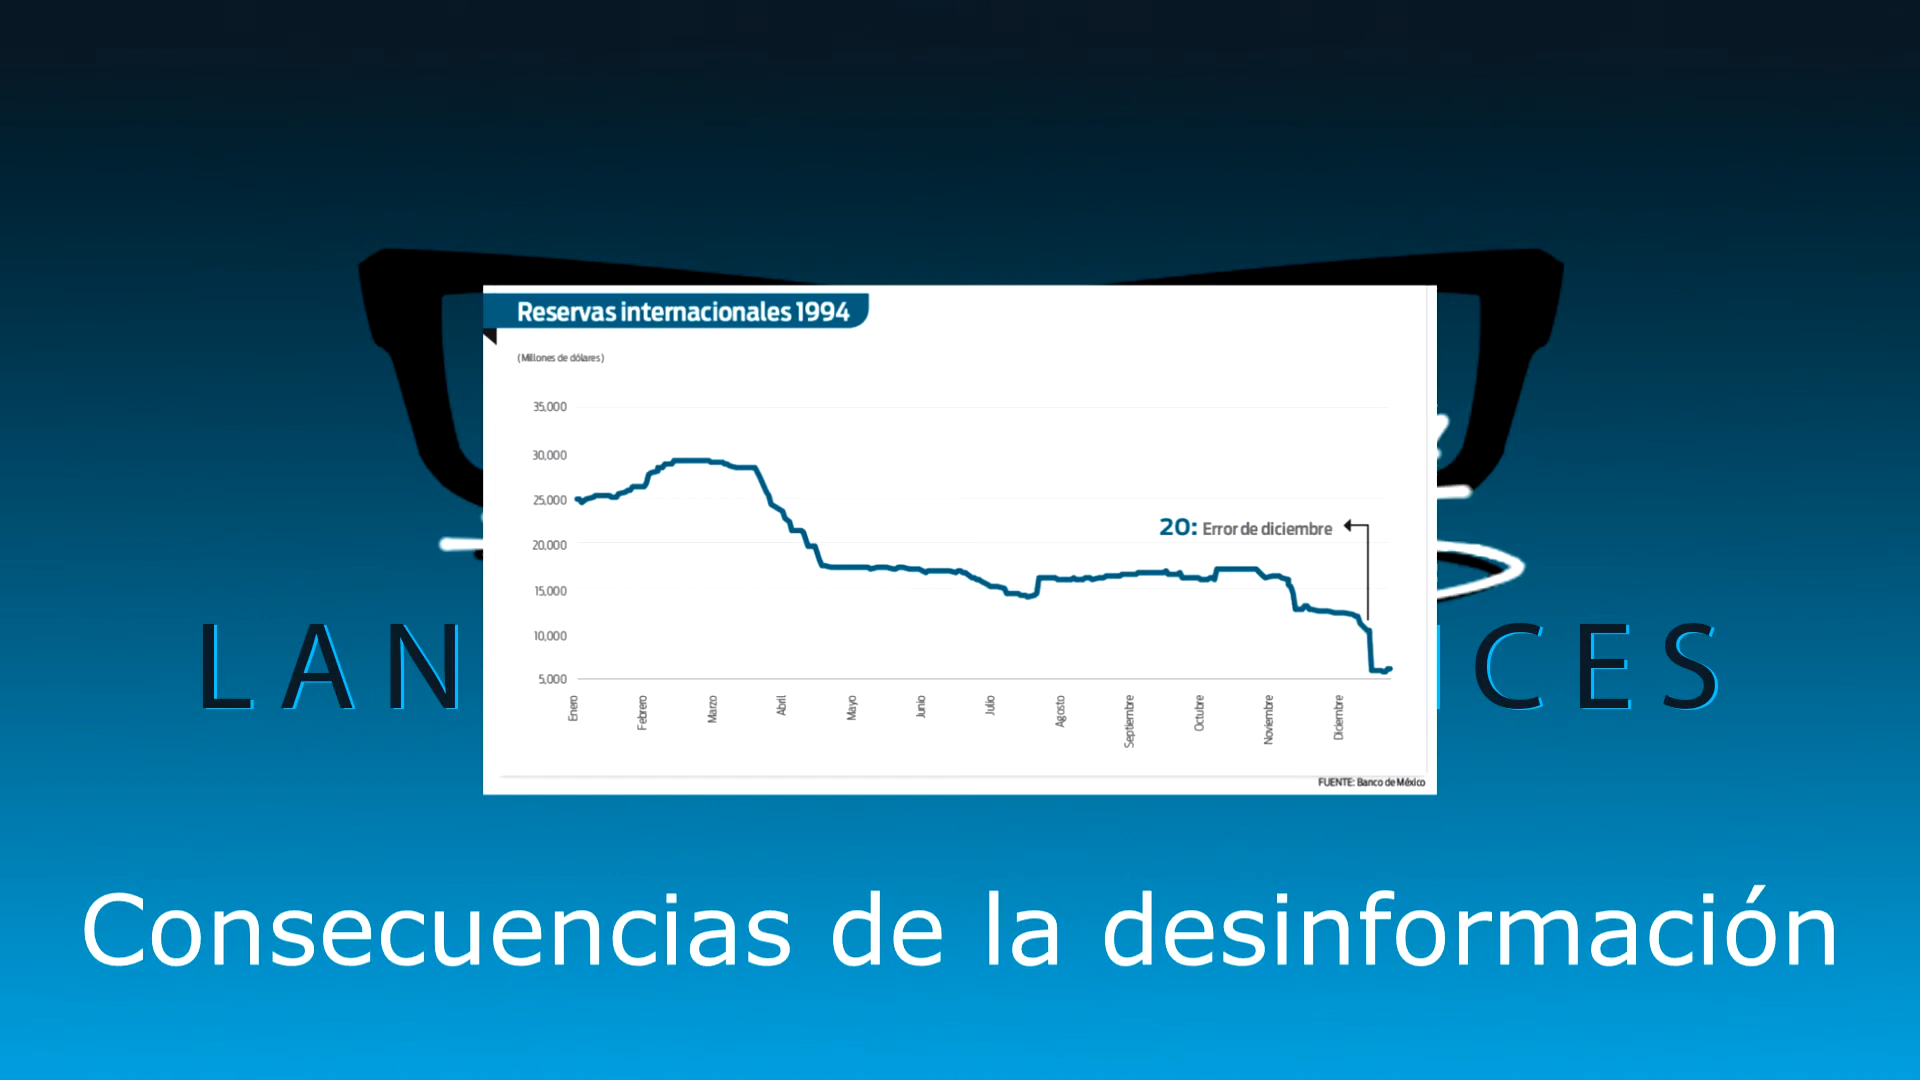 Reservas internacionales 1994
(Millones de dólares)
35,000
30,000
25,000
20,000
15,000
10,000
5,000
20: Error de diciembre
Enero
Febrero
Marzo
Abril
Mayo
Junio
Julio
Agosto
Septiembre
Octubre
Noviembre
Diciembre
FUENTE: Banco de México
LAN
CES
Consecuencias de la desinformación